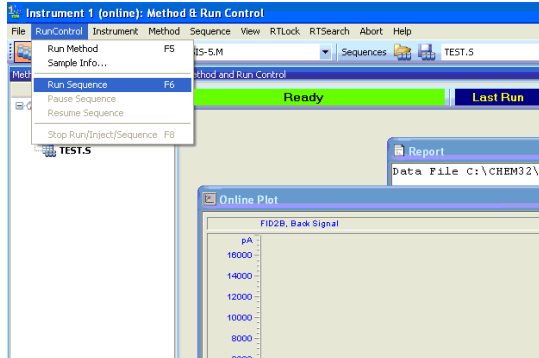 Instrument 1 (online): Method & Run Control
File RunControl Instrument Method Sequence View RTLock RTSearch Abort Help
Run Method F5
Sample Info...
Run Sequence F6
Pause Sequence
Resume Sequence
Stop Run/Inject/Sequence F8
IS-5.M Sequences TEST.S
Meth thod and Run Control
Ready Last Run
TEST.S
Report
Data File C:\CHEM32\
Online Plot
FID2B, Back Signal
pA
16000
14000
12000
10000
8000